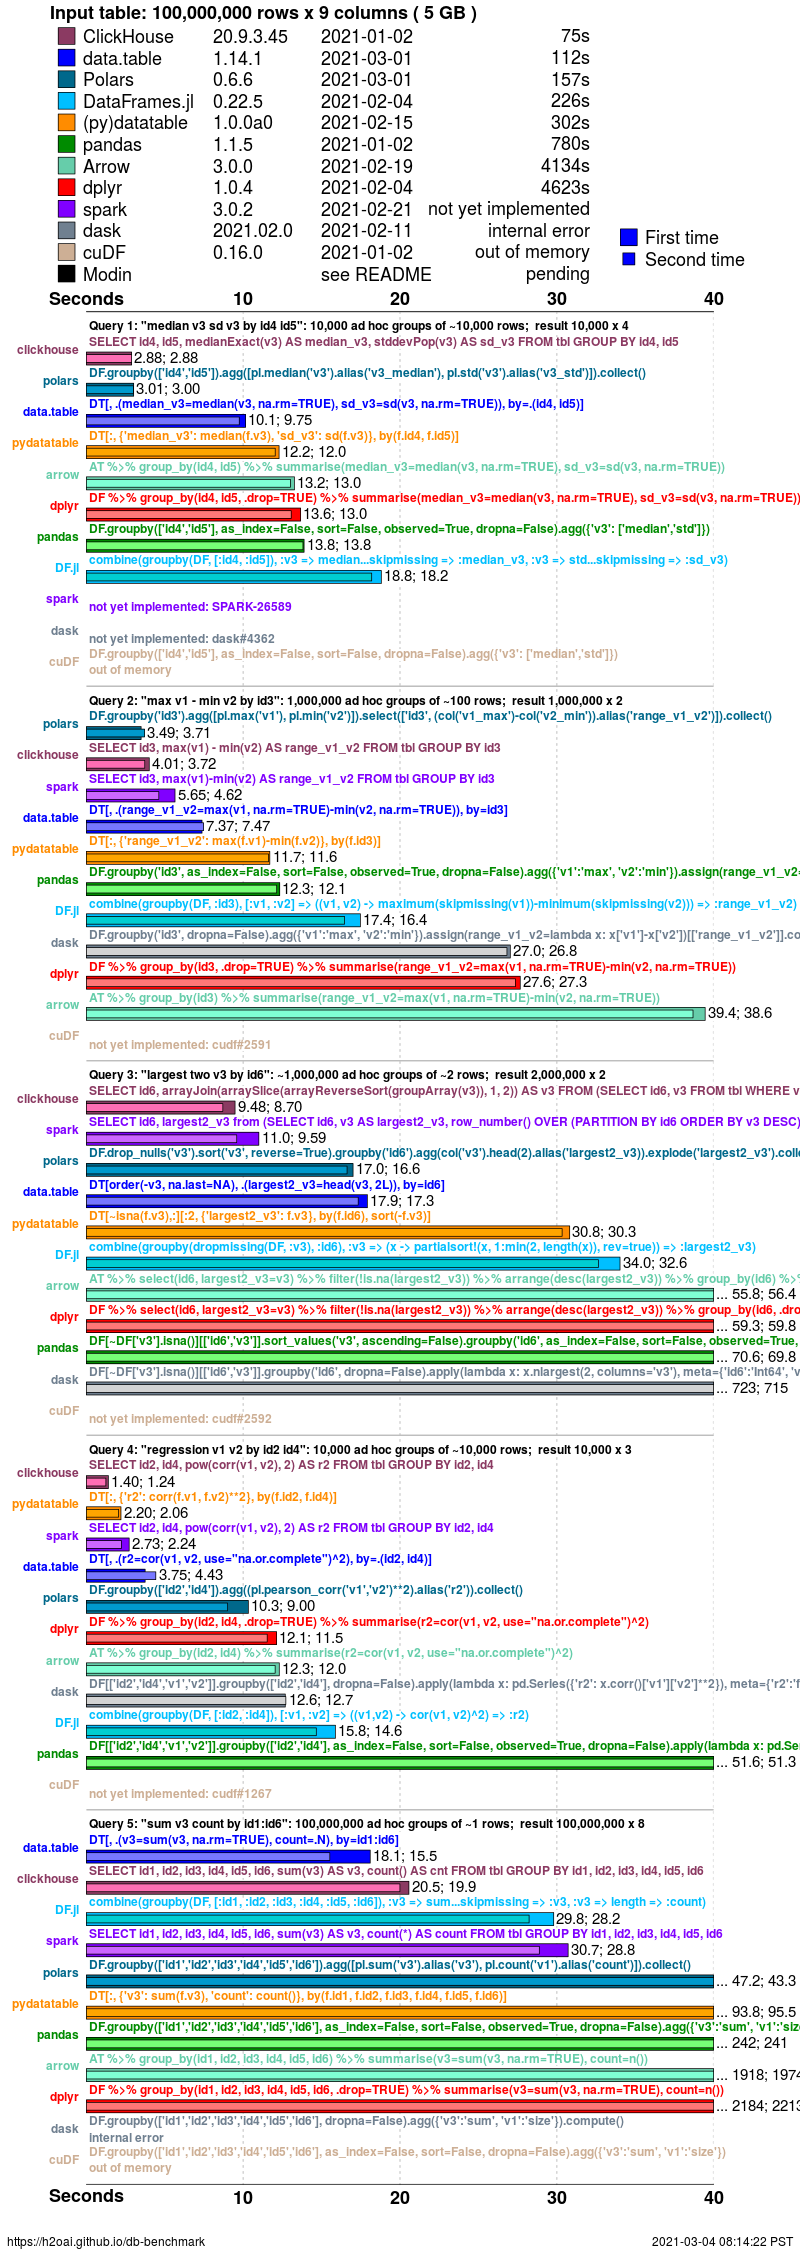 Input table: 100,000,000 rows x 9 columns ( 5 GB )
ClickHouse 20.9.3.45 2021-01-02 75s
data.table 1.14.1 2021-03-01 112s
Polars 0.6.6 2021-03-01 157s
DataFrames.jl 0.22.5 2021-02-04 226s
(py)datatable 1.0.0a0 2021-02-15 302s
pandas 1.1.5 2021-01-02 780s
Arrow 3.0.0 2021-02-19 4134s
dplyr 1.0.4 2021-02-04 4623s
spark 3.0.2 2021-02-21 not yet implemented
dask 2021.02.0 2021-02-11 internal error
First time
cuDF 0.16.0 2021-01-02 out of memory
Second time
Modin see README pending
Seconds 10 20 30 40
Query 1: "median v3 sd v3 by id4 id5": 10,000 ad hoc groups of ~10,000 rows; result 10,000 x 4
SELECT id4, id5, medianExact(v3) AS median_v3, stddevPop(v3) AS sd_v3 FROM tbl GROUP BY id4, id5
clickhouse 2.88; 2.88
DF.groupby(['id4','id5']).agg([pl.median('v3').alias('v3_median'), pl.std('v3').alias('v3_std')]).collect()
polars 3.01; 3.00
DT[, .(median_v3=median(v3, na.rm=TRUE), sd_v3=sd(v3, na.rm=TRUE)), by=.(id4, id5)]
data.table 10.1; 9.75
DT[:, {'median_v3': median(f.v3), 'sd_v3': sd(f.v3)}, by(f.id4, f.id5)]
pydatatable 12.2; 12.0
AT %>% group_by(id4, id5) %>% summarise(median_v3=median(v3, na.rm=TRUE), sd_v3=sd(v3, na.rm=TRUE))
arrow 13.2; 13.0
DF %>% group_by(id4, id5, .drop=TRUE) %>% summarise(median_v3=median(v3, na.rm=TRUE), sd_v3=sd(v3, na.rm=TRUE))
dplyr 13.6; 13.0
DF.groupby(['id4','id5'], as_index=False, sort=False, observed=True, dropna=False).agg({'v3': ['median','std']})
pandas 13.8; 13.8
combine(groupby(DF, [:id4, :id5]), :v3 => median...skipmissing => :median_v3, :v3 => std...skipmissing => :sd_v3)
DF.jl 18.8; 18.2
spark not yet implemented: SPARK-26589
dask not yet implemented: dask#4362
DF.groupby(['id4','id5'], as_index=False, sort=False, dropna=False).agg({'v3': ['median','std']})
cuDF out of memory
Query 2: "max v1 - min v2 by id3": 1,000,000 ad hoc groups of ~100 rows; result 1,000,000 x 2
DF.groupby('id3').agg([pl.max('v1'), pl.min('v2')]).select(['id3', (col('v1_max')-col('v2_min')).alias('range_v1_v2')]).collect()
polars 3.49; 3.71
SELECT id3, max(v1) - min(v2) AS range_v1_v2 FROM tbl GROUP BY id3
clickhouse 4.01; 3.72
SELECT id3, max(v1)-min(v2) AS range_v1_v2 FROM tbl GROUP BY id3
spark 5.65; 4.62
DT[, .(range_v1_v2=max(v1, na.rm=TRUE)-min(v2, na.rm=TRUE)), by=id3]
data.table 7.37; 7.47
DT[:, {'range_v1_v2': max(f.v1)-min(f.v2)}, by(f.id3)]
pydatatable 11.7; 11.6
DF.groupby('id3', as_index=False, sort=False, observed=True, dropna=False).agg({'v1':'max', 'v2':'min'}).assign(range_v1_v2=
pandas 12.3; 12.1
combine(groupby(DF, :id3), [:v1, :v2] => ((v1, v2) -> maximum(skipmissing(v1))-minimum(skipmissing(v2))) => :range_v1_v2)
DF.jl 17.4; 16.4
DF.groupby('id3', dropna=False).agg({'v1':'max', 'v2':'min'}).assign(range_v1_v2=lambda x: x['v1']-x['v2'])[['range_v1_v2']].co
dask 27.0; 26.8
DF %>% group_by(id3, .drop=TRUE) %>% summarise(range_v1_v2=max(v1, na.rm=TRUE)-min(v2, na.rm=TRUE))
dplyr 27.6; 27.3
AT %>% group_by(id3) %>% summarise(range_v1_v2=max(v1, na.rm=TRUE)-min(v2, na.rm=TRUE))
arrow 39.4; 38.6
cuDF not yet implemented: cudf#2591
Query 3: "largest two v3 by id6": ~1,000,000 ad hoc groups of ~2 rows; result 2,000,000 x 2
SELECT id6, arrayJoin(arraySlice(arrayReverseSort(groupArray(v3)), 1, 2)) AS v3 FROM (SELECT id6, v3 FROM tbl WHERE v
clickhouse 9.48; 8.70
SELECT id6, largest2_v3 from (SELECT id6, v3 AS largest2_v3, row_number() OVER (PARTITION BY id6 ORDER BY v3 DESC)
spark 11.0; 9.59
DF.drop_nulls('v3').sort('v3', reverse=True).groupby('id6').agg(col('v3').head(2).alias('largest2_v3')).explode('largest2_v3').colle
polars 17.0; 16.6
DT[order(-v3, na.last=NA), .(largest2_v3=head(v3, 2L)), by=id6]
data.table 17.9; 17.3
DT[~isna(f.v3),:][:2, {'largest2_v3': f.v3}, by(f.id6), sort(-f.v3)]
pydatatable 30.8; 30.3
combine(groupby(dropmissing(DF, :v3), :id6), :v3 => (x -> partialsort!(x, 1:min(2, length(x)), rev=true)) => :largest2_v3)
DF.jl 34.0; 32.6
AT %>% select(id6, largest2_v3=v3) %>% filter(!is.na(largest2_v3)) %>% arrange(desc(largest2_v3)) %>% group_by(id6) %>%
arrow ... 55.8; 56.4
DF %>% select(id6, largest2_v3=v3) %>% filter(!is.na(largest2_v3)) %>% arrange(desc(largest2_v3)) %>% group_by(id6, .dro
dplyr ... 59.3; 59.8
DF[~DF['v3'].isna()][['id6','v3']].sort_values('v3', ascending=False).groupby('id6', as_index=False, sort=False, observed=True,
pandas ... 70.6; 69.8
DF[~DF['v3'].isna()][['id6','v3']].groupby('id6', dropna=False).apply(lambda x: x.nlargest(2, columns='v3'), meta={'id6':'Int64', 'v
dask ... 723; 715
cuDF not yet implemented: cudf#2592
Query 4: "regression v1 v2 by id2 id4": 10,000 ad hoc groups of ~10,000 rows; result 10,000 x 3
SELECT id2, id4, pow(corr(v1, v2), 2) AS r2 FROM tbl GROUP BY id2, id4
clickhouse 1.40; 1.24
DT[:, {'r2': corr(f.v1, f.v2)**2}, by(f.id2, f.id4)]
pydatatable 2.20; 2.06
SELECT id2, id4, pow(corr(v1, v2), 2) AS r2 FROM tbl GROUP BY id2, id4
spark 2.73; 2.24
DT[, .(r2=cor(v1, v2, use="na.or.complete")^2), by=.(id2, id4)]
data.table 3.75; 4.43
DF.groupby(['id2','id4']).agg((pl.pearson_corr('v1','v2')**2).alias('r2')).collect()
polars 10.3; 9.00
DF %>% group_by(id2, id4, .drop=TRUE) %>% summarise(r2=cor(v1, v2, use="na.or.complete")^2)
dplyr 12.1; 11.5
AT %>% group_by(id2, id4) %>% summarise(r2=cor(v1, v2, use="na.or.complete")^2)
arrow 12.3; 12.0
DF[['id2','id4','v1','v2']].groupby(['id2','id4'], dropna=False).apply(lambda x: pd.Series({'r2': x.corr()['v1']['v2']**2}), meta={'r2':'f
dask 12.6; 12.7
combine(groupby(DF, [:id2, :id4]), [:v1, :v2] => ((v1,v2) -> cor(v1, v2)^2) => :r2)
DF.jl 15.8; 14.6
DF[['id2','id4','v1','v2']].groupby(['id2','id4'], as_index=False, sort=False, observed=True, dropna=False).apply(lambda x: pd.Se
pandas ... 51.6; 51.3
cuDF not yet implemented: cudf#1267
Query 5: "sum v3 count by id1:id6": 100,000,000 ad hoc groups of ~1 rows; result 100,000,000 x 8
DT[, .(v3=sum(v3, na.rm=TRUE), count=.N), by=id1:id6]
data.table 18.1; 15.5
SELECT id1, id2, id3, id4, id5, id6, sum(v3) AS v3, count() AS cnt FROM tbl GROUP BY id1, id2, id3, id4, id5, id6
clickhouse 20.5; 19.9
combine(groupby(DF, [:id1, :id2, :id3, :id4, :id5, :id6]), :v3 => sum...skipmissing => :v3, :v3 => length => :count)
DF.jl 29.8; 28.2
SELECT id1, id2, id3, id4, id5, id6, sum(v3) AS v3, count(*) AS count FROM tbl GROUP BY id1, id2, id3, id4, id5, id6
spark 30.7; 28.8
DF.groupby(['id1','id2','id3','id4','id5','id6']).agg([pl.sum('v3').alias('v3'), pl.count('v1').alias('count')]).collect()
polars ... 47.2; 43.3
DT[:, {'v3': sum(f.v3), 'count': count()}, by(f.id1, f.id2, f.id3, f.id4, f.id5, f.id6)]
pydatatable ... 93.8; 95.5
DF.groupby(['id1','id2','id3','id4','id5','id6'], as_index=False, sort=False, observed=True, dropna=False).agg({'v3':'sum', 'v1':'size
pandas ... 242; 241
AT %>% group_by(id1, id2, id3, id4, id5, id6) %>% summarise(v3=sum(v3, na.rm=TRUE), count=n())
arrow ... 1918; 1974
DF %>% group_by(id1, id2, id3, id4, id5, id6, .drop=TRUE) %>% summarise(v3=sum(v3, na.rm=TRUE), count=n())
dplyr ... 2184; 2213
DF.groupby(['id1','id2','id3','id4','id5','id6'], dropna=False).agg({'v3':'sum', 'v1':'size'}).compute()
dask internal error
DF.groupby(['id1','id2','id3','id4','id5','id6'], as_index=False, sort=False, dropna=False).agg({'v3':'sum', 'v1':'size'})
cuDF out of memory
Seconds 10 20 30 40
https://h2oai.github.io/db-benchmark 2021-03-04 08:14:22 PST